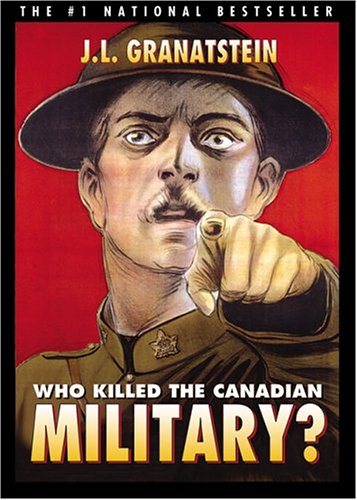 THE #1 NATIONAL BESTSELLER
J.L. GRANATSTEIN
WHO KILLED THE CANADIAN
MILITARY?